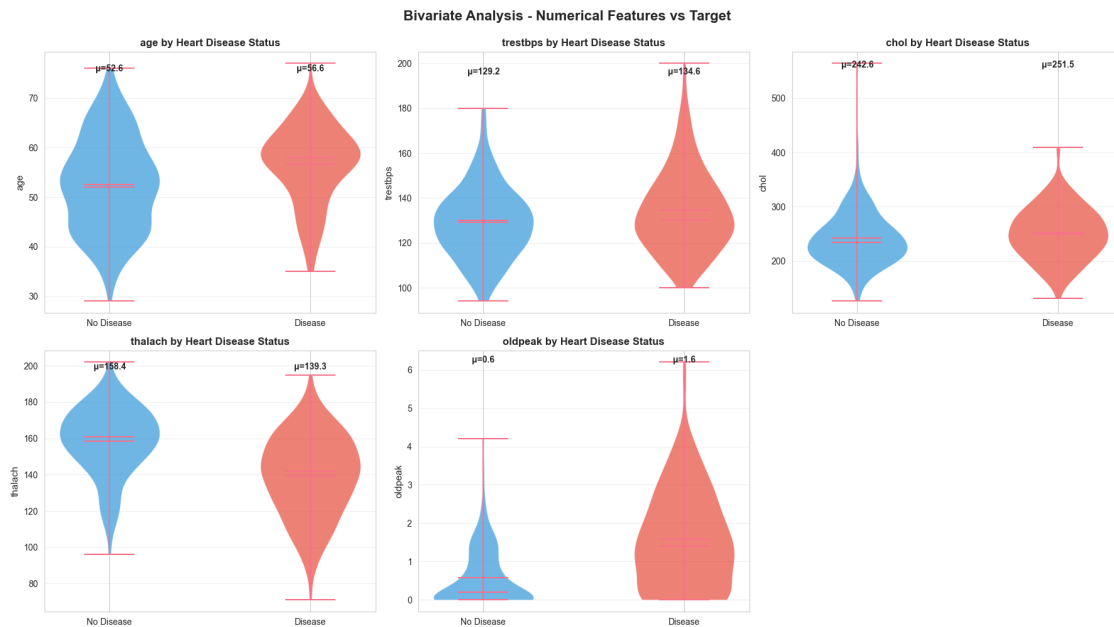 Bivariate Analysis - Numerical Features vs Target
age by Heart Disease Status
μ=52.6
μ=56.6
70
60
50
40
30
age
No Disease
Disease
trestbps by Heart Disease Status
μ=129.2
μ=134.6
200
180
160
140
120
100
trestbps
No Disease
Disease
chol by Heart Disease Status
μ=242.6
μ=251.5
500
400
300
200
chol
No Disease
Disease
thalach by Heart Disease Status
μ=158.4
μ=139.3
200
180
160
140
120
100
80
thalach
No Disease
Disease
oldpeak by Heart Disease Status
μ=0.6
μ=1.6
6
5
4
3
2
1
0
oldpeak
No Disease
Disease